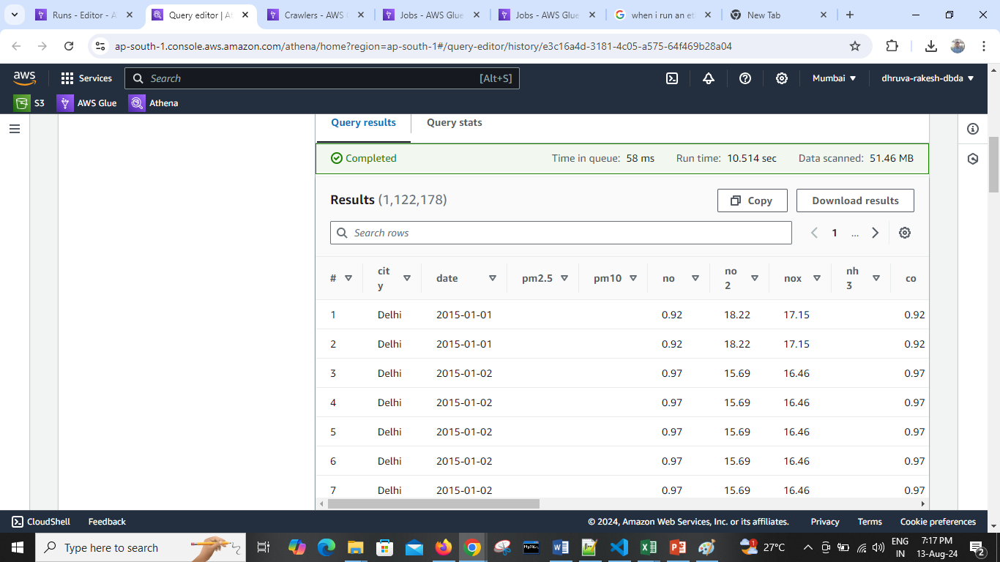 Runs - Editor - A
Query editor | At
Crawlers - AWS G
Jobs - AWS Glue
Jobs - AWS Glue
when i run an et
New Tab
ap-south-1.console.aws.amazon.com/athena/home?region=ap-south-1#/query-editor/history/e3c16a4d-3181-4c05-a575-64f469b28a04
aws Services Search [Alt+S] Mumbai dhruva-rakesh-dbda
S3 AWS Glue Athena
Query results Query stats
Completed Time in queue: 58 ms Run time: 10.514 sec Data scanned: 51.46 MB
Results (1,122,178) Copy Download results
Search rows 1 ...
# city date pm2.5 pm10 no no2 nox nh3 co
1 Delhi 2015-01-01 0.92 18.22 17.15 0.92
2 Delhi 2015-01-01 0.92 18.22 17.15 0.92
3 Delhi 2015-01-02 0.97 15.69 16.46 0.97
4 Delhi 2015-01-02 0.97 15.69 16.46 0.97
5 Delhi 2015-01-02 0.97 15.69 16.46 0.97
6 Delhi 2015-01-02 0.97 15.69 16.46 0.97
7 Delhi 2015-01-02 0.97 15.69 16.46 0.97
CloudShell Feedback © 2024, Amazon Web Services, Inc. or its affiliates. Privacy Terms Cookie preferences
Type here to search 1 27°C ENG 7:17 PM
IN 13-Aug-24 2